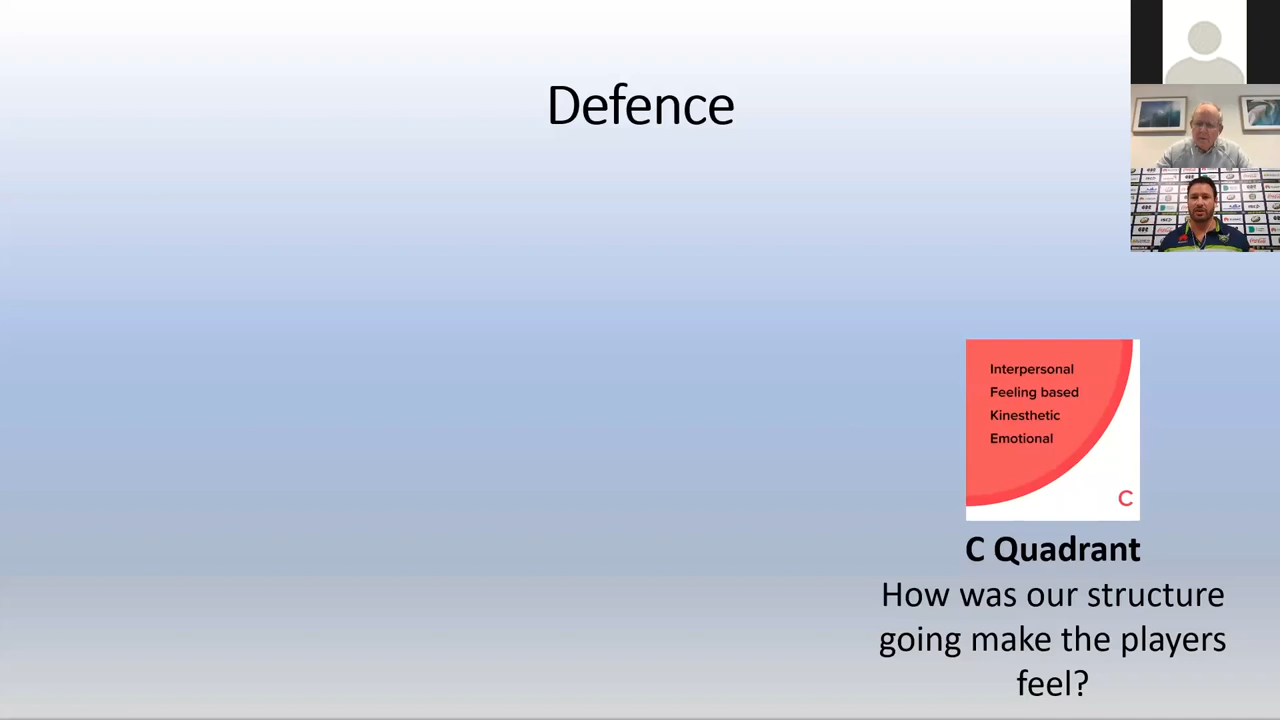 Defence
Interpersonal
Feeling based
Kinesthetic
Emotional
C
C Quadrant
How was our structure
going make the players
feel?